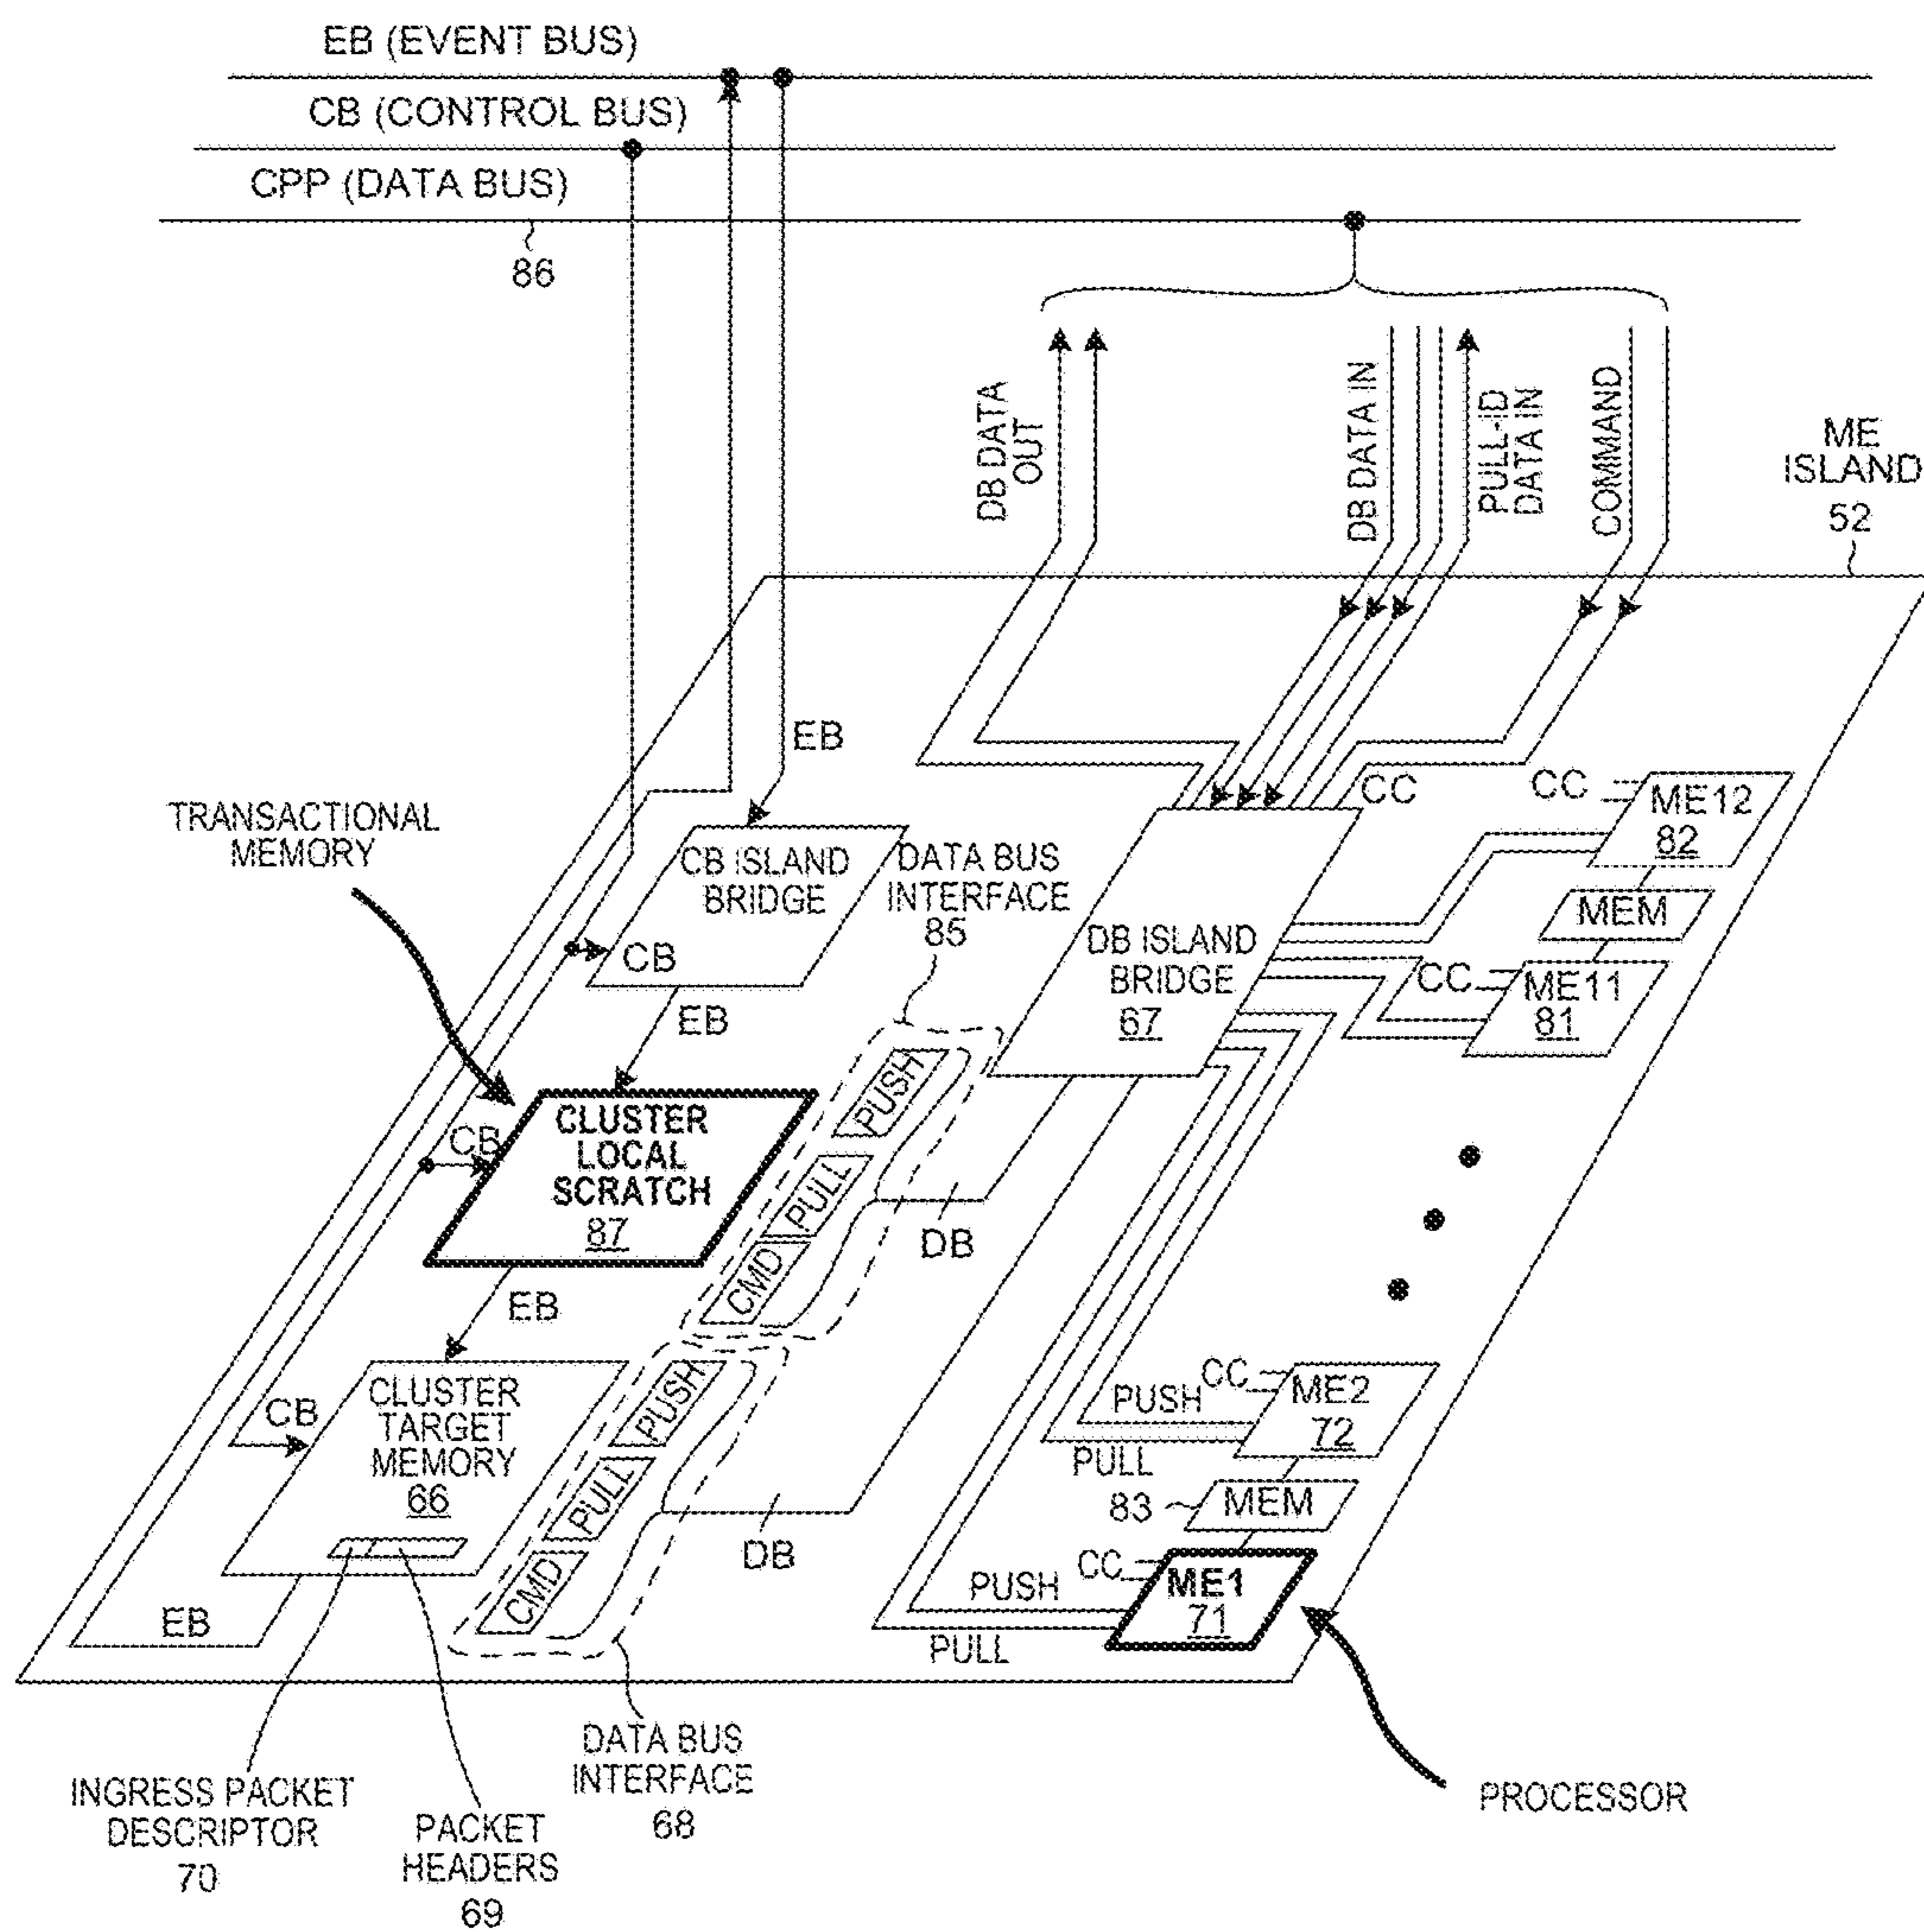 EB (EVENT BUS)
CB (CONTROL BUS)
CPP (DATA BUS)
86
DB DATA
OUT
DB DATA IN
PULL-ID
DATA IN
COMMAND
ME
ISLAND
52
EB
TRANSACTIONAL
MEMORY
CB ISLAND
BRIDGE
CB
DATA BUS
INTERFACE
85
DB ISLAND
BRIDGE
67
CC
CC
ME12
82
MEM
CC
ME11
81
EB
CB
CLUSTER
LOCAL
SCRATCH
87
PUSH
PULL
CMD
DB
EB
CB
CLUSTER
TARGET
MEMORY
66
PUSH
PULL
CMD
DB
EB
PUSH
PULL
CC
ME2
72
83
MEM
PUSH
PULL
CC
ME1
71
INGRESS PACKET
DESCRIPTOR
70
PACKET
HEADERS
69
DATA BUS
INTERFACE
68
PROCESSOR